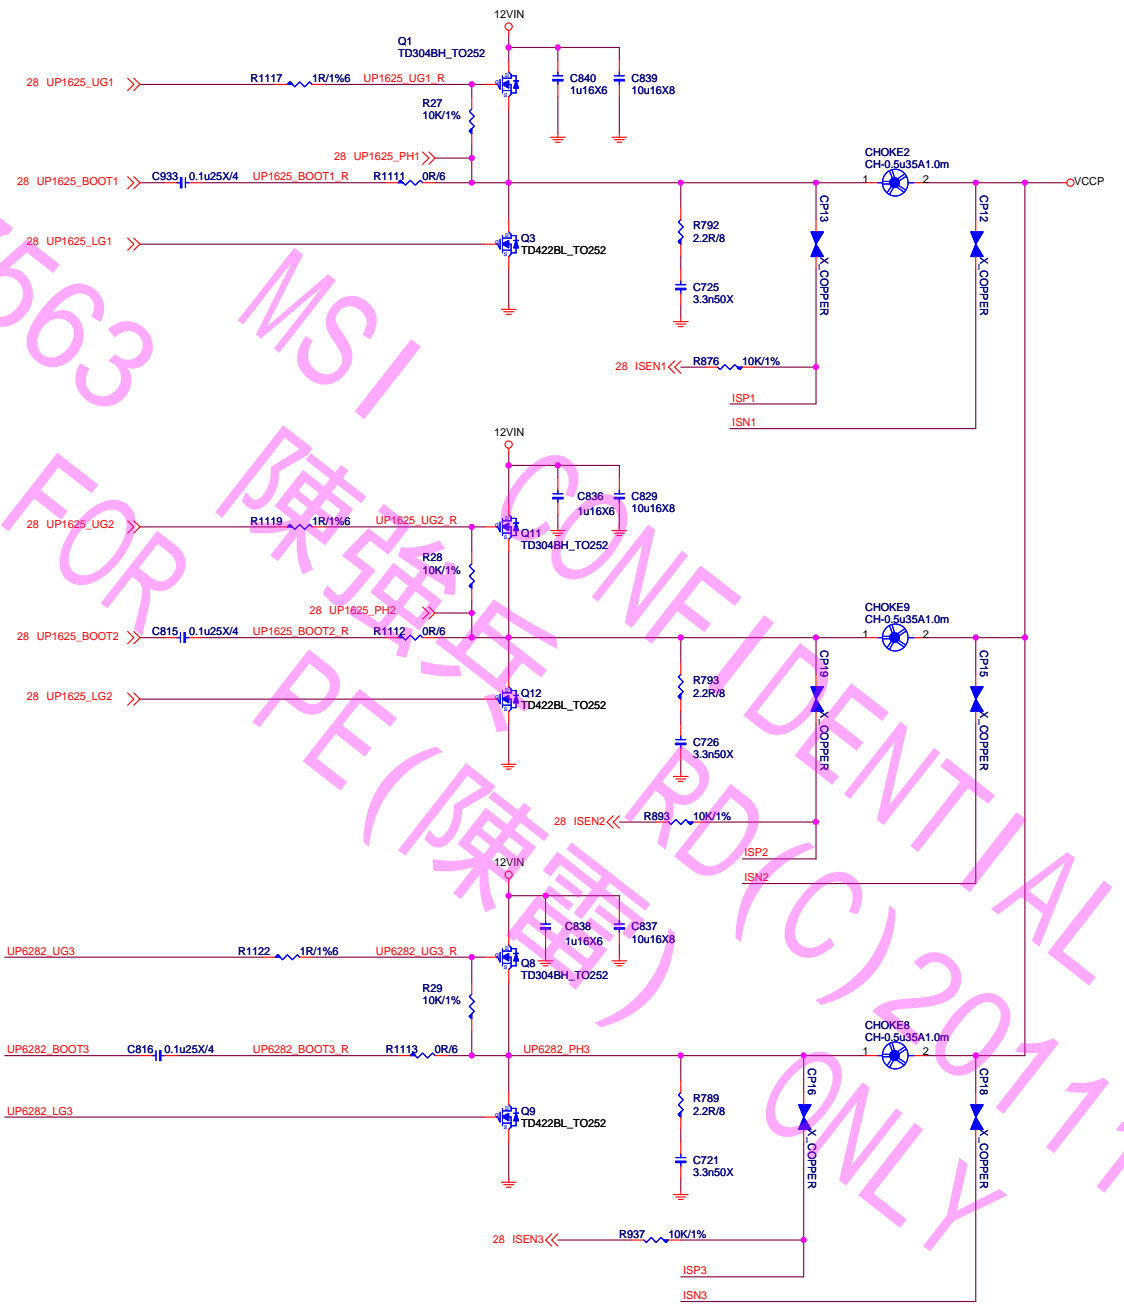 12VIN
Q1
TD304BH_TO252
28 UP1625_UG1
R1117
1R/1%6
UP1625_UG1_R
C840
1u16X6
C839
10u16X8
R27
10K/1%
28 UP1625_PH1
28 UP1625_BOOT1
C933
0.1u25X/4
UP1625_BOOT1_R
R1111
0R/6
CHOKE2
CH-0.5u35A1.0m
1
2
VCCP
28 UP1625_LG1
Q3
TD422BL_TO252
R792
2.2R/8
C725
3.3n50X
CP13
X_COPPER
CP12
X_COPPER
28 ISEN1
R876
10K/1%
ISP1
ISN1
12VIN
28 UP1625_UG2
R1119
1R/1%6
UP1625_UG2_R
C836
1u16X6
C829
10u16X8
Q11
TD304BH_TO252
R28
10K/1%
28 UP1625_PH2
28 UP1625_BOOT2
C815
0.1u25X/4
UP1625_BOOT2_R
R1112
0R/6
CHOKE9
CH-0.5u35A1.0m
1
2
28 UP1625_LG2
Q12
TD422BL_TO252
R793
2.2R/8
C726
3.3n50X
CP19
X_COPPER
CP15
X_COPPER
28 ISEN2
R893
10K/1%
ISP2
ISN2
12VIN
UP6282_UG3
R1122
1R/1%6
UP6282_UG3_R
C838
1u16X6
C837
10u16X8
Q8
TD304BH_TO252
R29
10K/1%
UP6282_BOOT3
C816
0.1u25X/4
UP6282_BOOT3_R
R1113
0R/6
UP6282_PH3
CHOKE8
CH-0.5u35A1.0m
1
2
UP6282_LG3
Q9
TD422BL_TO252
R789
2.2R/8
C721
3.3n50X
CP16
X_COPPER
CP18
X_COPPER
28 ISEN3
R937
10K/1%
ISP3
ISN3
MSI CONFIDENTIAL
563 陳強兵 RD(C)2011
FOR PE(陳雷) ONLY